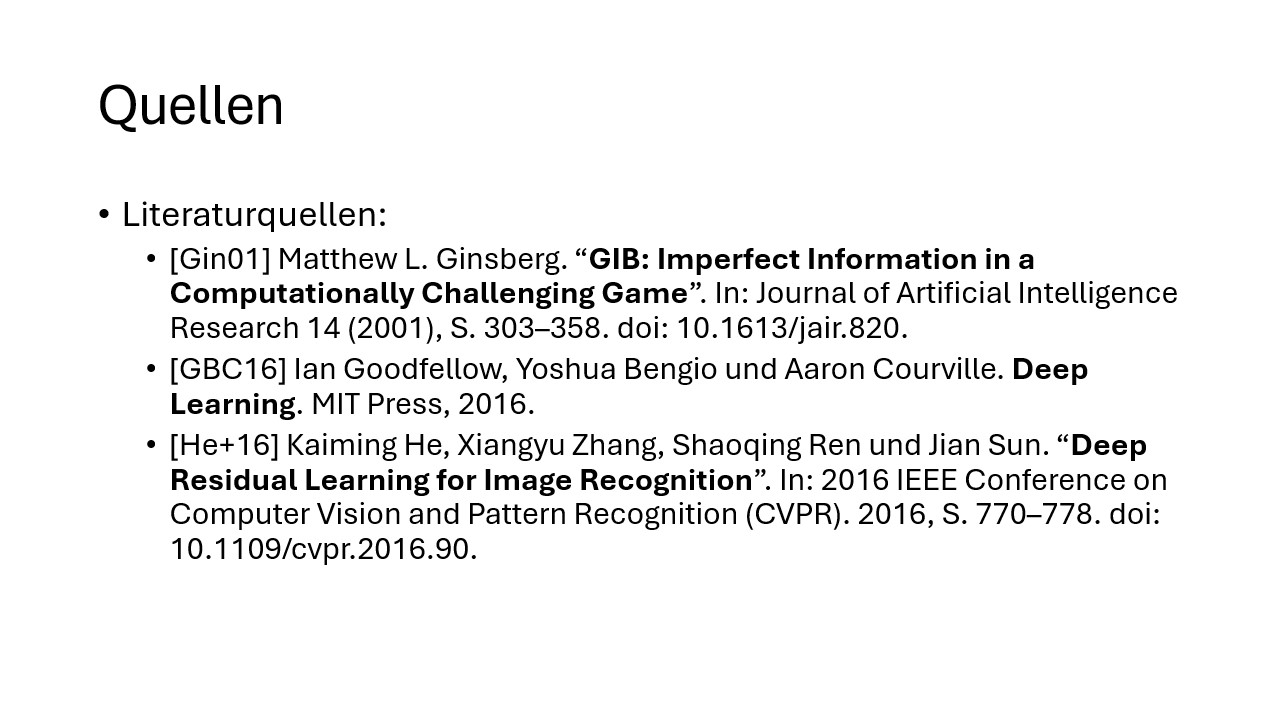 Quellen
• Literaturquellen:
• [Gin01] Matthew L. Ginsberg. “GIB: Imperfect Information in a
Computationally Challenging Game”. In: Journal of Artificial Intelligence
Research 14 (2001), S. 303–358. doi: 10.1613/jair.820.
• [GBC16] Ian Goodfellow, Yoshua Bengio und Aaron Courville. Deep
Learning. MIT Press, 2016.
• [He+16] Kaiming He, Xiangyu Zhang, Shaoqing Ren und Jian Sun. “Deep
Residual Learning for Image Recognition”. In: 2016 IEEE Conference on
Computer Vision and Pattern Recognition (CVPR). 2016, S. 770–778. doi:
10.1109/cvpr.2016.90.